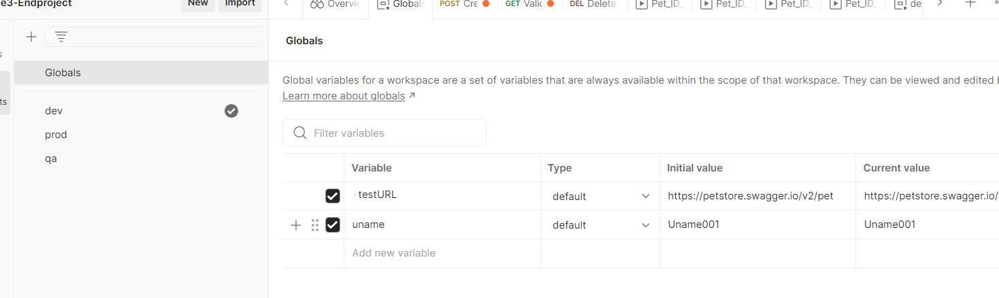 se3-Endproject
New
Import
Overvie
Globals
POST Cre
GET Valid
DEL Delete
Pet_ID_
Pet_ID_
Pet_ID_
Pet_ID_
de
Globals
Globals
Global variables for a workspace are a set of variables that are always available within the scope of that workspace. They can be viewed and edited b
Learn more about globals ↗
dev
prod
qa
ts
Filter variables
Variable Type Initial value Current value
testURL default https://petstore.swagger.io/v2/pet https://petstore.swagger.io/
uname default Uname001 Uname001
Add new variable